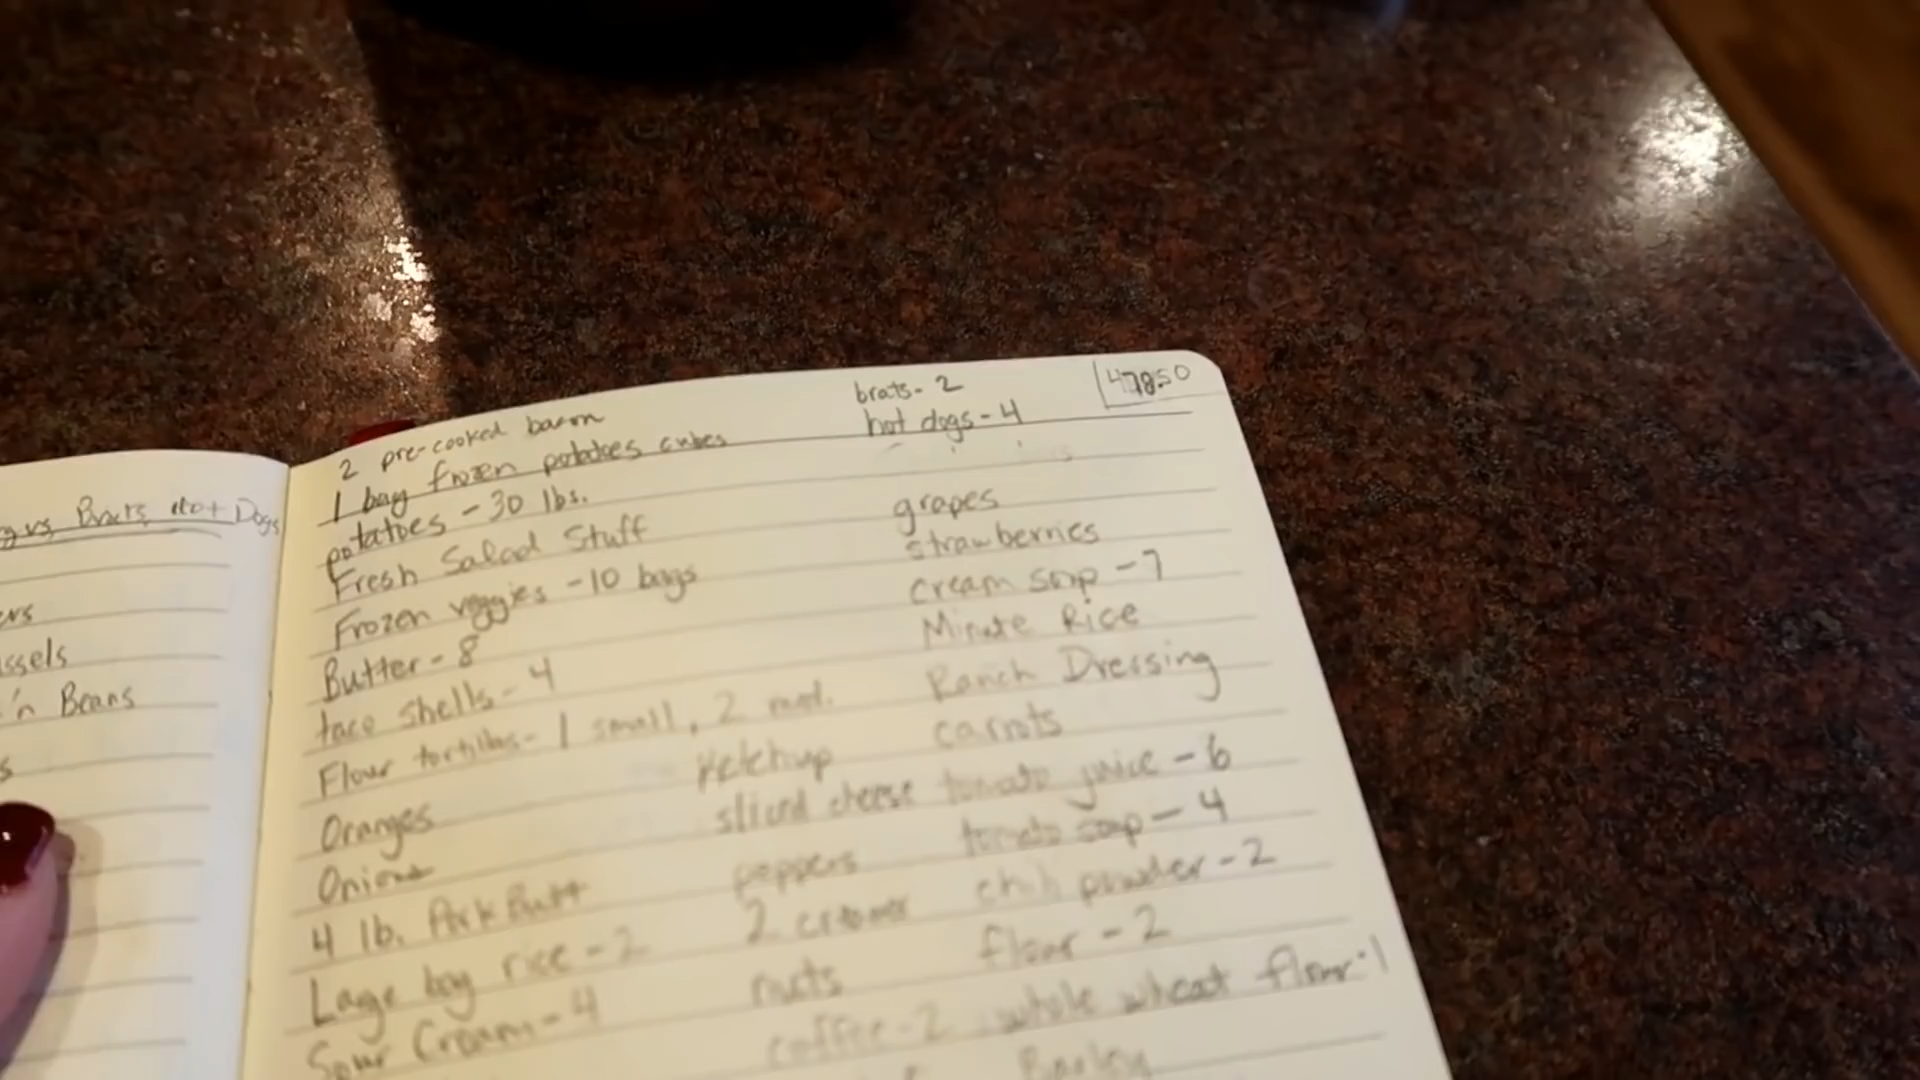 Brats, Hot Dogs
'n Beans
2 pre-cooked bacon
1 bag frozen potatoes cubes
potatoes - 30 lbs.
Fresh Salad Stuff
Frozen veggies - 10 bags
Butter - 8
taco shells - 4
Flour tortillas - 1 small, 2 med.
Oranges
Onions
4 lb. Pork Butt
Large bag rice - 2
Sour Cream - 4
Ketchup
sliced cheese
peppers
2 creamer
nuts
coffee - 2
brats - 2
hot dogs - 4
grapes
strawberries
cream soup - 7
Minute Rice
Ranch Dressing
carrots
tomato juice - 6
tomato soup - 4
chili powder - 2
flour - 2
whole wheat flour - 1
Barley